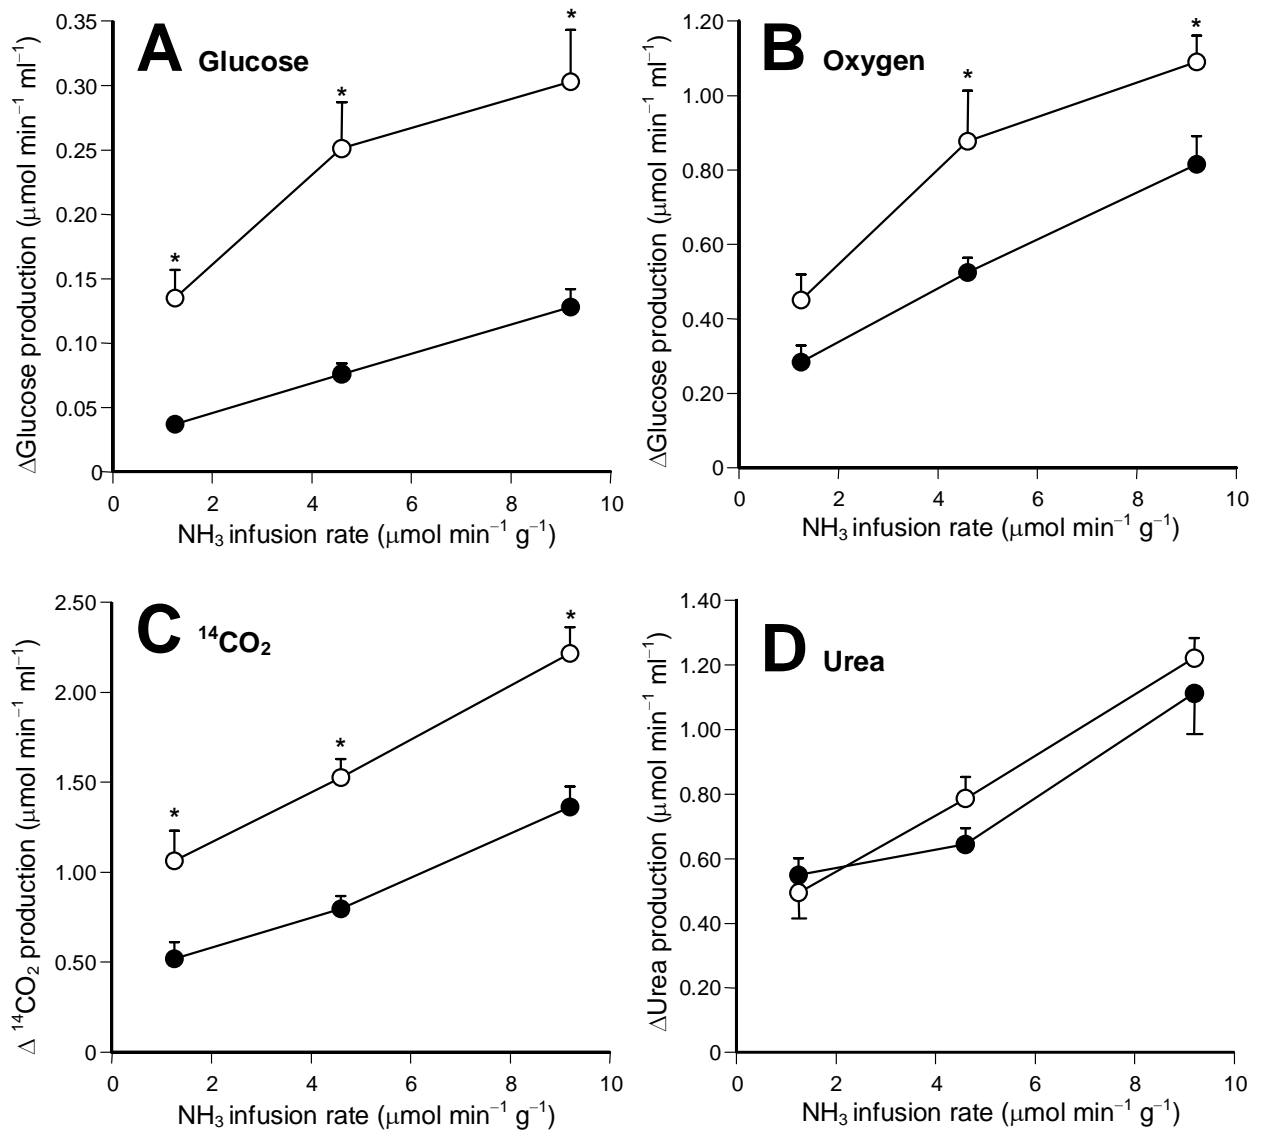 A Glucose
ΔGlucose production (μmol min⁻¹ ml⁻¹)
0.35
0.30
0.25
0.20
0.15
0.10
0.05
0
*
*
*
0 2 4 6 8 10
NH₃ infusion rate (μmol min⁻¹ g⁻¹)
B Oxygen
ΔGlucose production (μmol min⁻¹ ml⁻¹)
1.20
1.00
0.80
0.60
0.40
0.20
0
*
*
0 2 4 6 8 10
NH₃ infusion rate (μmol min⁻¹ g⁻¹)
C ¹⁴CO₂
Δ ¹⁴CO₂ production (μmol min⁻¹ ml⁻¹)
2.50
2.00
1.50
1.00
0.50
0
*
*
*
0 2 4 6 8 10
NH₃ infusion rate (μmol min⁻¹ g⁻¹)
D Urea
ΔUrea production (μmol min⁻¹ ml⁻¹)
1.40
1.20
1.00
0.80
0.60
0.40
0.20
0
0 2 4 6 8 10
NH₃ infusion rate (μmol min⁻¹ g⁻¹)